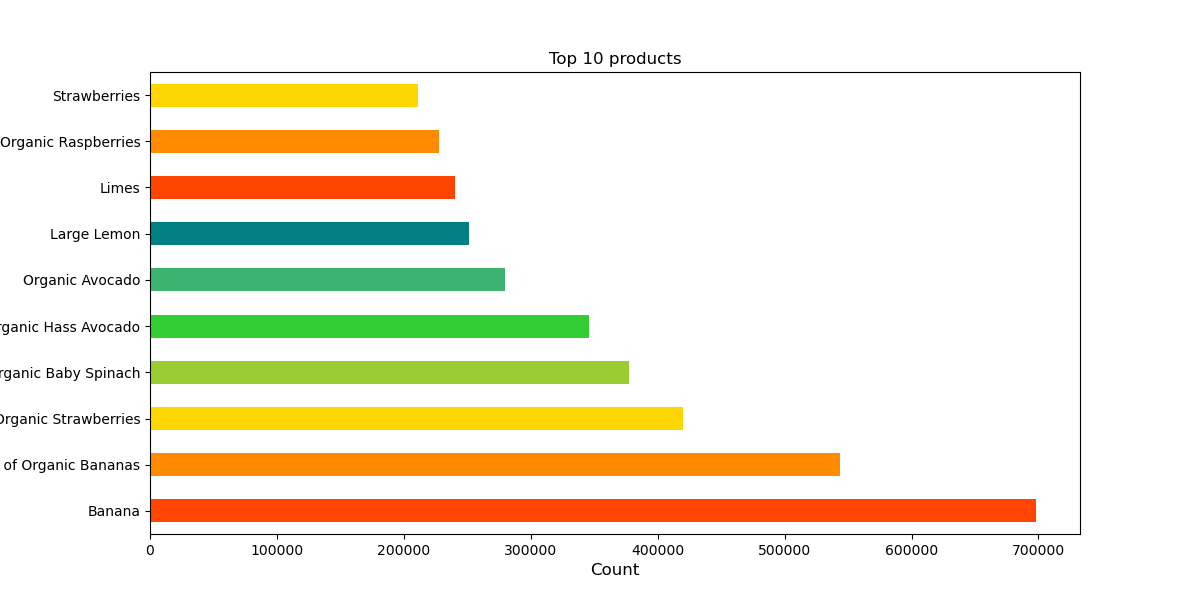 Top 10 products
Strawberries
Organic Raspberries
Limes
Large Lemon
Organic Avocado
rganic Hass Avocado
rganic Baby Spinach
Organic Strawberries
of Organic Bananas
Banana
0 100000 200000 300000 400000 500000 600000 700000
Count